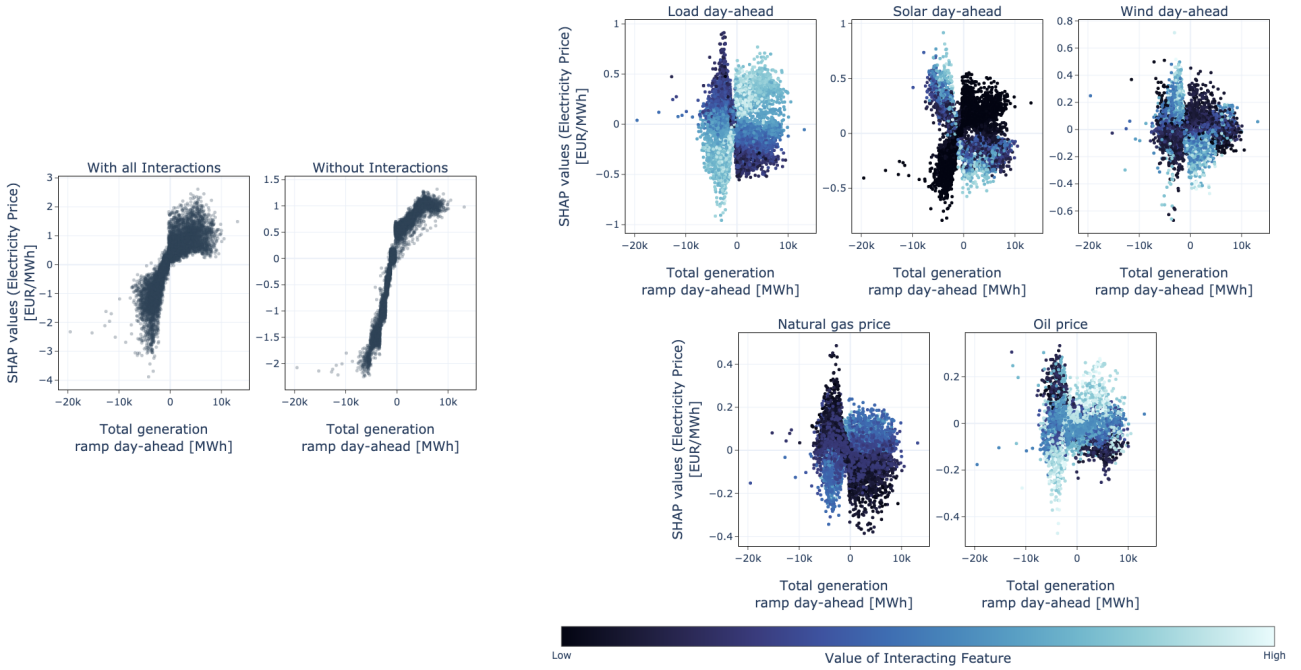 With all Interactions
Without Interactions
SHAP values (Electricity Price)
[EUR/MWh]
3
2
1
0
−1
−2
−3
−4
−20k
−10k
0
10k
Total generation
ramp day-ahead [MWh]
1.5
1
0.5
0
−0.5
−1
−1.5
−2
−20k
−10k
0
10k
Total generation
ramp day-ahead [MWh]
Load day-ahead
Solar day-ahead
Wind day-ahead
SHAP values (Electricity Price)
[EUR/MWh]
1
0.5
0
−0.5
−1
−20k
−10k
0
10k
Total generation
ramp day-ahead [MWh]
1
0.5
0
−0.5
−20k
−10k
0
10k
Total generation
ramp day-ahead [MWh]
0.8
0.6
0.4
0.2
0
−0.2
−0.4
−0.6
−20k
−10k
0
10k
Total generation
ramp day-ahead [MWh]
Natural gas price
Oil price
SHAP values (Electricity Price)
[EUR/MWh]
0.4
0.2
0
−0.2
−0.4
−20k
−10k
0
10k
Total generation
ramp day-ahead [MWh]
0.2
0
−0.2
−0.4
−20k
−10k
0
10k
Total generation
ramp day-ahead [MWh]
Low
Value of Interacting Feature
High